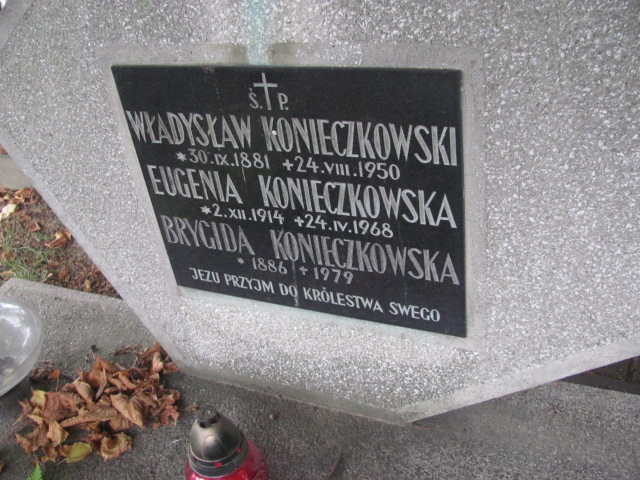 Ś. P.
WŁADYSŁAW KONIECZKOWSKI
*30.IX.1881 +24.VIII.1950
EUGENIA KONIECZKOWSKA
*2.XII.1914 +24.IV.1968
BRYGIDA KONIECZKOWSKA
* 1886 + 1979
JEZU PRZYJM DO KRÓLESTWA SWEGO